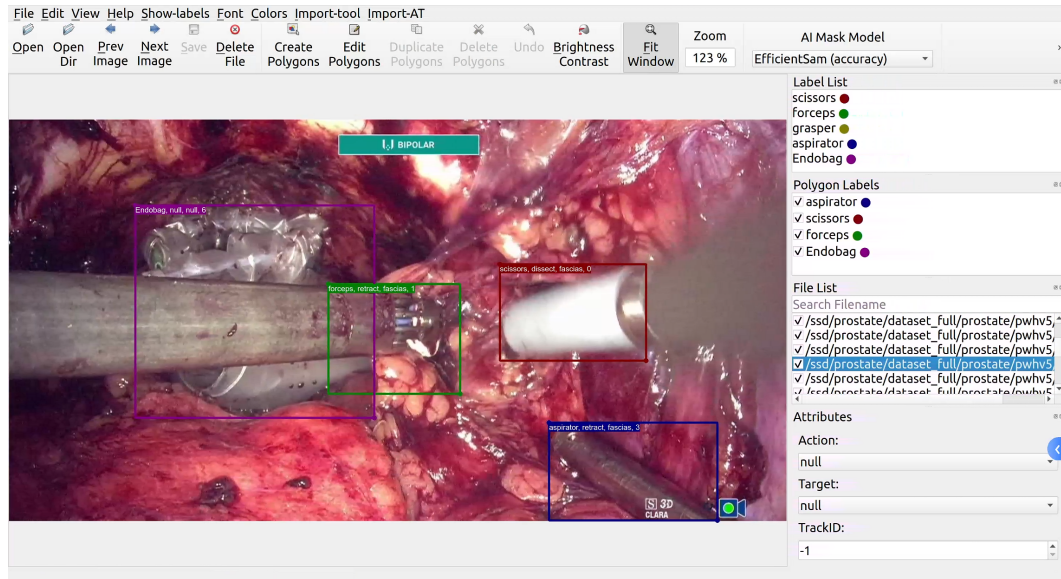 File Edit View Help Show-labels Font Colors Import-tool Import-AT
Open Open Dir Prev Image Next Image Save Delete File Create Polygons Edit Polygons Duplicate Polygons Delete Polygons Undo Brightness Contrast Fit Window
Zoom
123 %
AI Mask Model
EfficientSam (accuracy)
BIPOLAR
Endobag, null, null, 6
scissors, dissect, fascias, 0
forceps, retract, fascias, 1
aspirator, retract, fascias, 3
S 3D
CLARA
Label List
scissors
forceps
grasper
aspirator
Endobag
Polygon Labels
aspirator
scissors
forceps
Endobag
File List
Search Filename
/ssd/prostate/dataset_full/prostate/pwhv5/
/ssd/prostate/dataset_full/prostate/pwhv5/
/ssd/prostate/dataset_full/prostate/pwhv5/
/ssd/prostate/dataset_full/prostate/pwhv5/
/ssd/prostate/dataset_full/prostate/pwhv5/
/ssd/prostate/dataset_full/prostate/pwhv5/
Attributes
Action:
null
Target:
null
TrackID:
-1